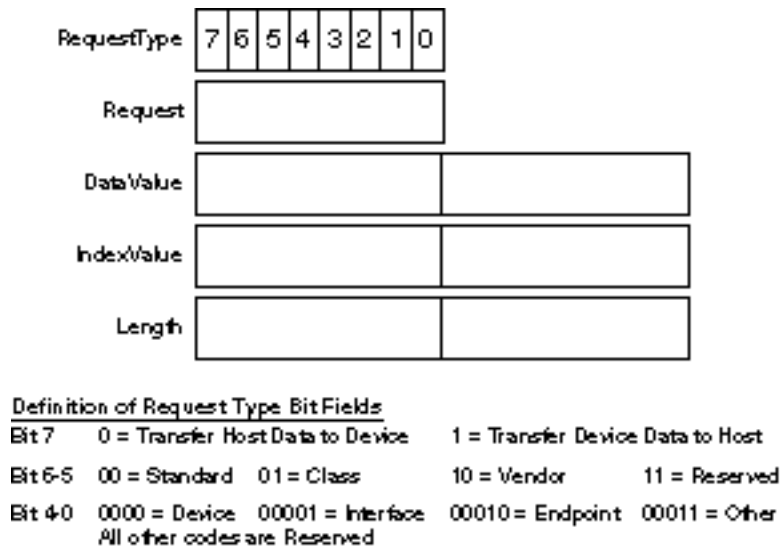 RequestType 7 6 5 4 3 2 1 0
Request
DataValue
IndexValue
Length
Definition of Request Type Bit Fields
Bit 7 0 = Transfer Host Data to Device 1 = Transfer Device Data to Host
Bit 6-5 00 = Standard 01 = Class 10 = Vendor 11 = Reserved
Bit 4-0 0000 = Device 00001 = Interface 00010 = Endpoint 00011 = Other
All other codes are Reserved